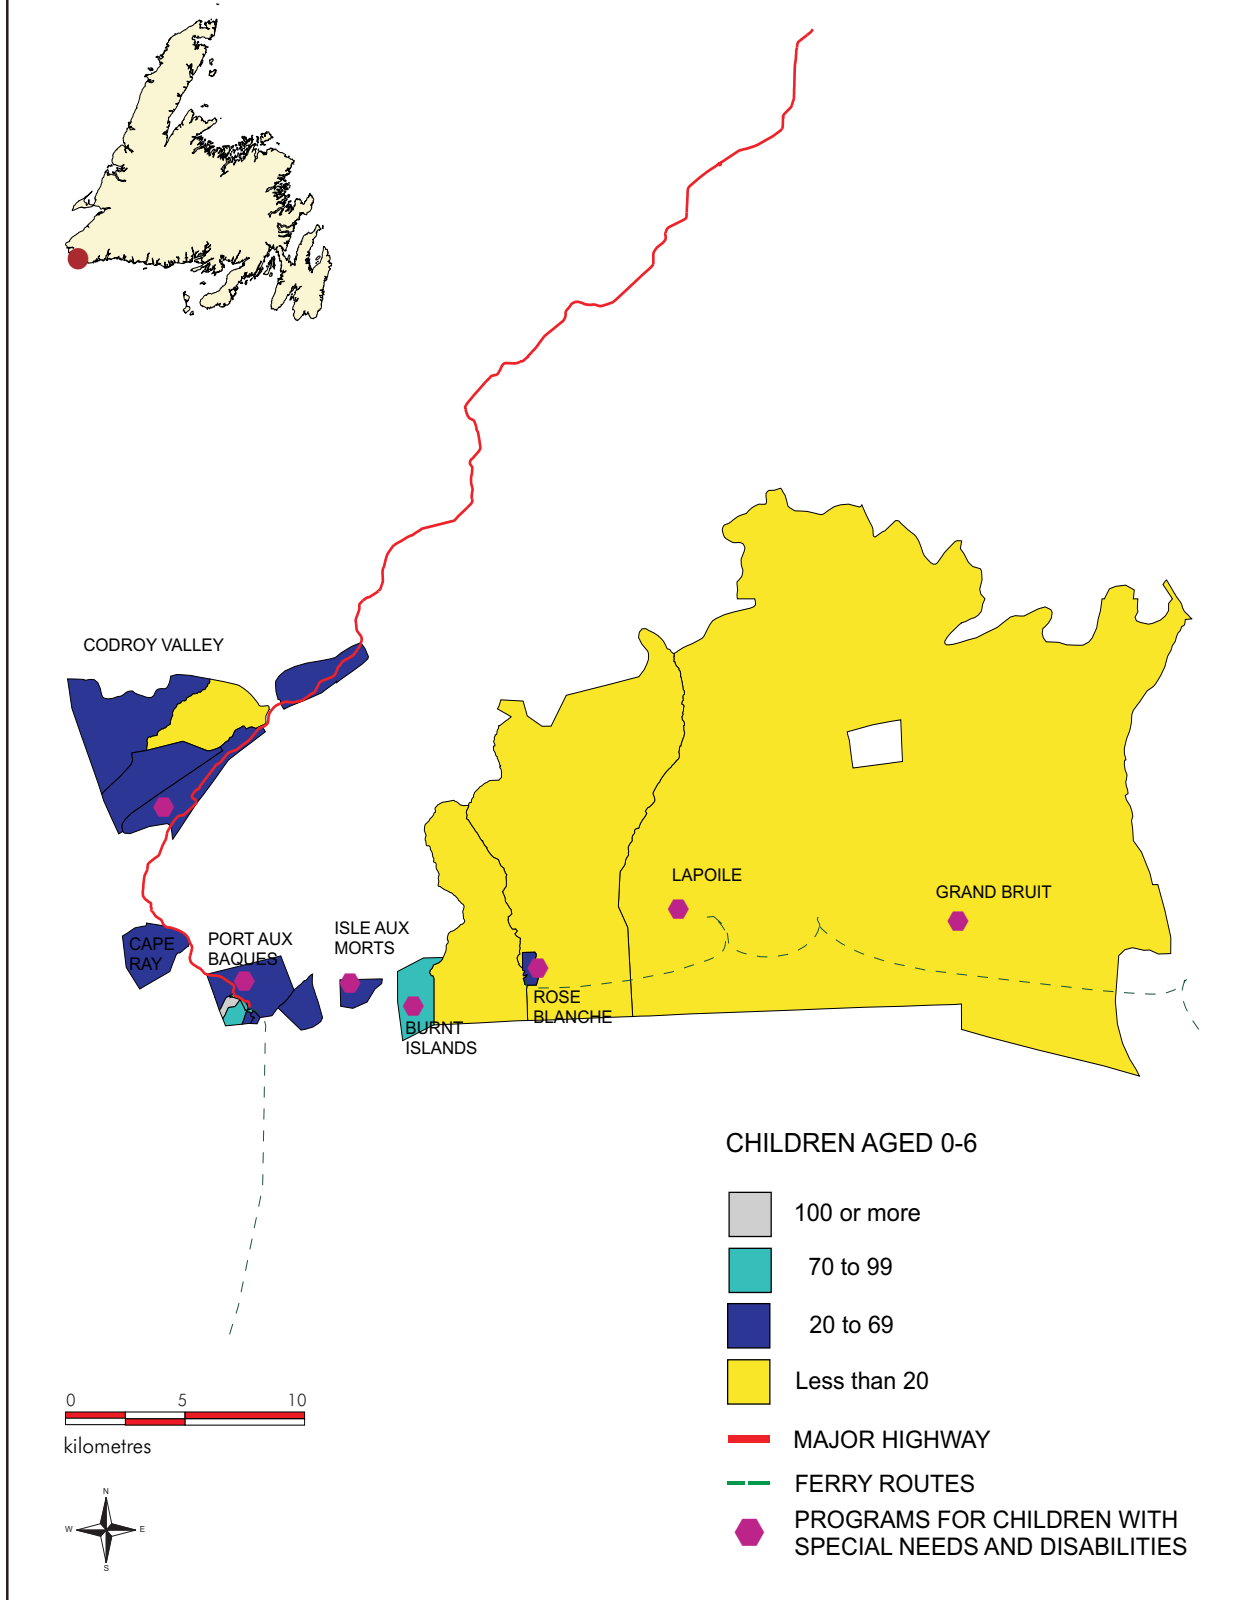 CODROY VALLEY
LAPOILE
GRAND BRUIT
ISLE AUX
MORTS
PORT AUX
BAQUES
CAPE
RAY
ROSE
BLANCHE
BURNT
ISLANDS
CHILDREN AGED 0-6
100 or more
70 to 99
20 to 69
Less than 20
MAJOR HIGHWAY
FERRY ROUTES
PROGRAMS FOR CHILDREN WITH
SPECIAL NEEDS AND DISABILITIES
0 5 10
kilometres
N
W E
S